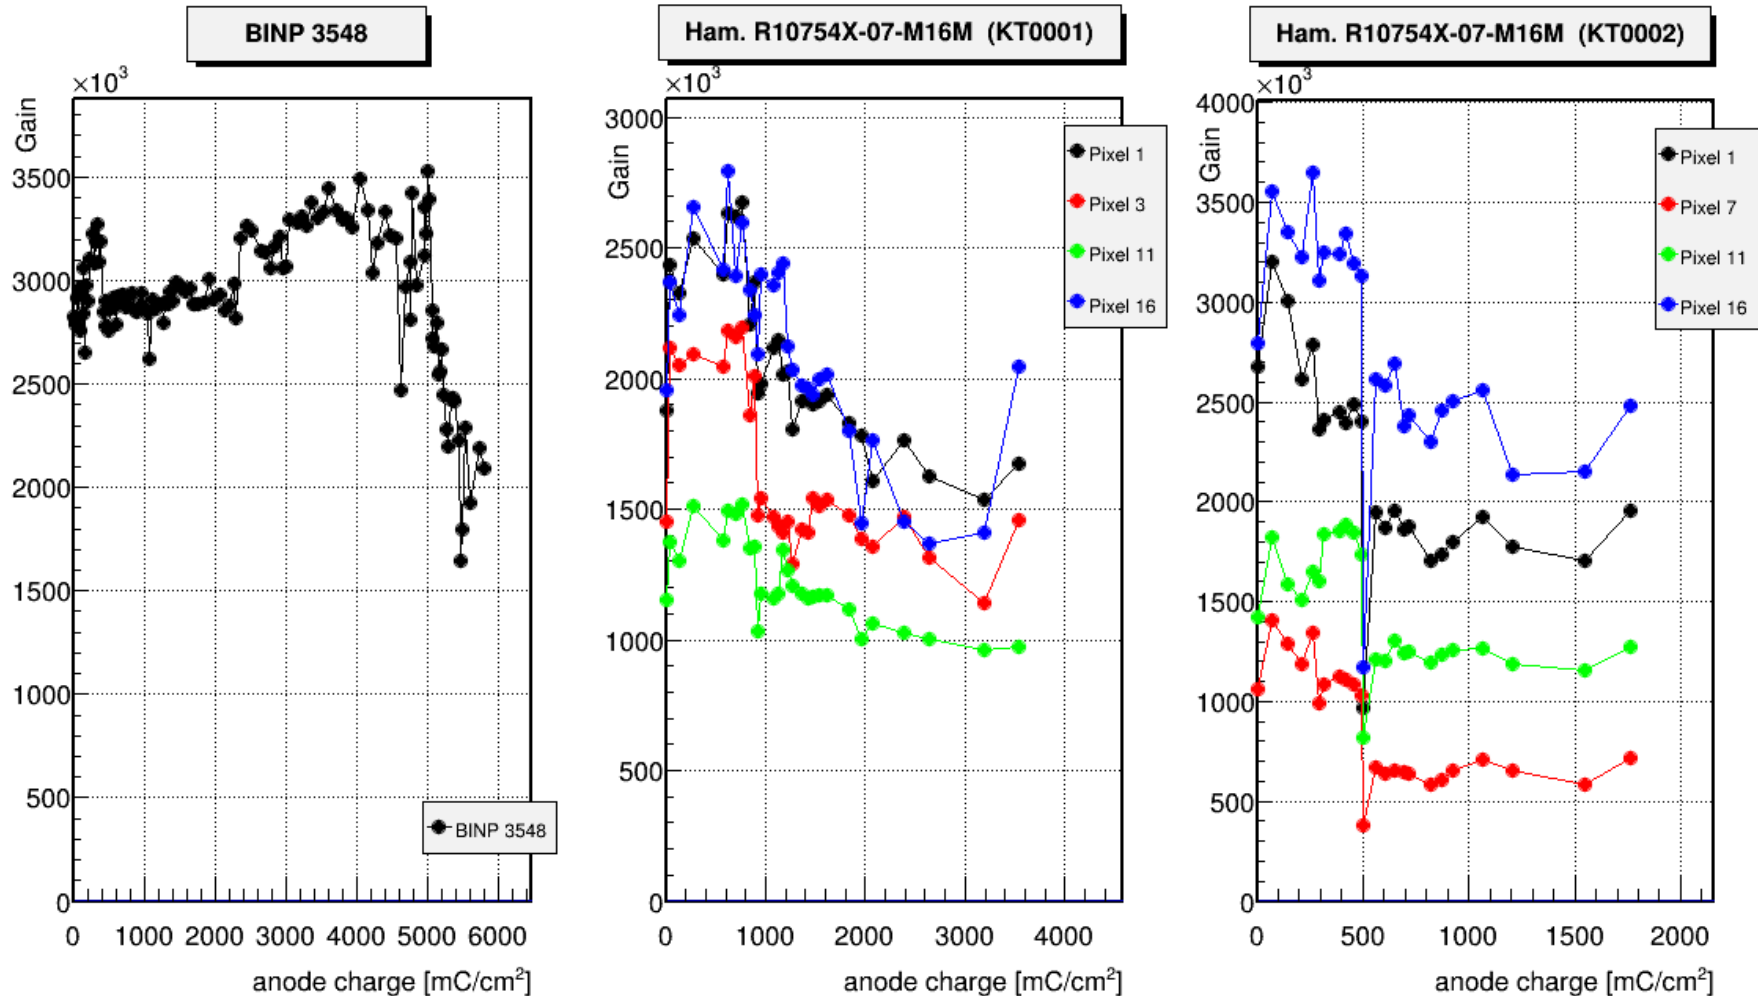 BINP 3548
×10³
Gain
3500
3000
2500
2000
1500
1000
500
0
0 1000 2000 3000 4000 5000 6000
anode charge [mC/cm²]
BINP 3548
Ham. R10754X-07-M16M (KT0001)
×10³
Gain
3000
2500
2000
1500
1000
500
0
0 1000 2000 3000 4000
anode charge [mC/cm²]
Pixel 1
Pixel 3
Pixel 11
Pixel 16
Ham. R10754X-07-M16M (KT0002)
×10³
Gain
4000
3500
3000
2500
2000
1500
1000
500
0
0 500 1000 1500 2000
anode charge [mC/cm²]
Pixel 1
Pixel 7
Pixel 11
Pixel 16